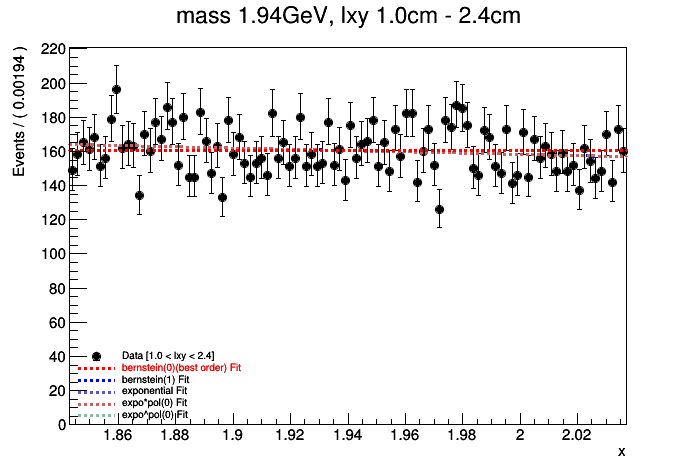 mass 1.94GeV, lxy 1.0cm - 2.4cm
Events / ( 0.00194 )
220
200
180
160
140
120
100
80
60
40
20
0
Data [1.0 < lxy < 2.4]
bernstein(0)(best order) Fit
bernstein(1) Fit
exponential Fit
expo*pol(0) Fit
expo^pol(0)Fit
1.86 1.88 1.9 1.92 1.94 1.96 1.98 2 2.02
x